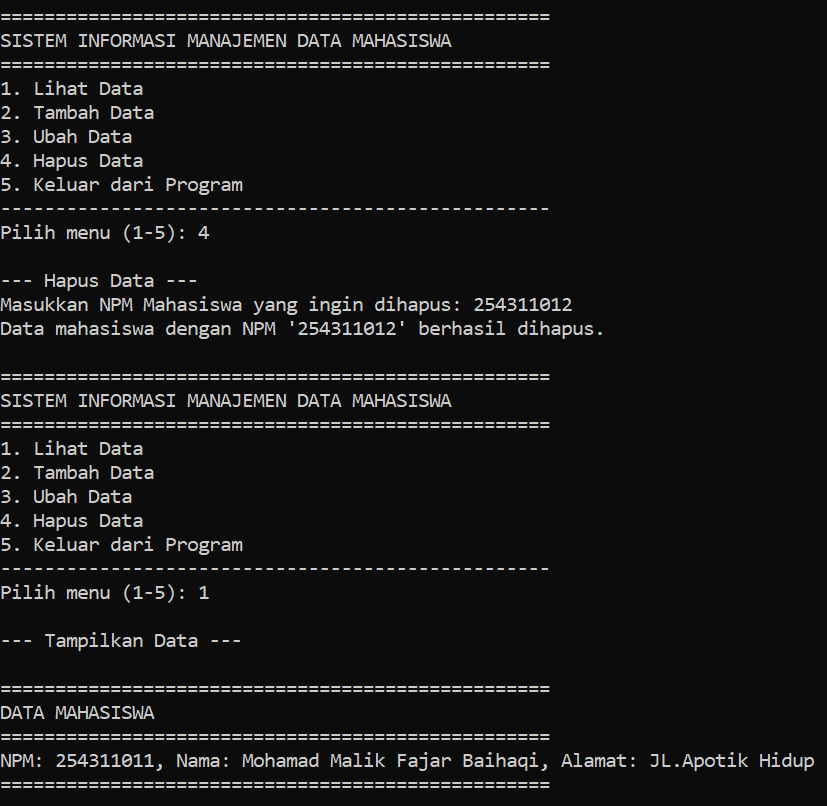 ==================================================
SISTEM INFORMASI MANAJEMEN DATA MAHASISWA
==================================================
1. Lihat Data
2. Tambah Data
3. Ubah Data
4. Hapus Data
5. Keluar dari Program
--------------------------------------------------
Pilih menu (1-5): 4

--- Hapus Data ---
Masukkan NPM Mahasiswa yang ingin dihapus: 254311012
Data mahasiswa dengan NPM '254311012' berhasil dihapus.

==================================================
SISTEM INFORMASI MANAJEMEN DATA MAHASISWA
==================================================
1. Lihat Data
2. Tambah Data
3. Ubah Data
4. Hapus Data
5. Keluar dari Program
--------------------------------------------------
Pilih menu (1-5): 1

--- Tampilkan Data ---

==================================================
DATA MAHASISWA
==================================================
NPM: 254311011, Nama: Mohamad Malik Fajar Baihaqi, Alamat: JL.Apotik Hidup
==================================================